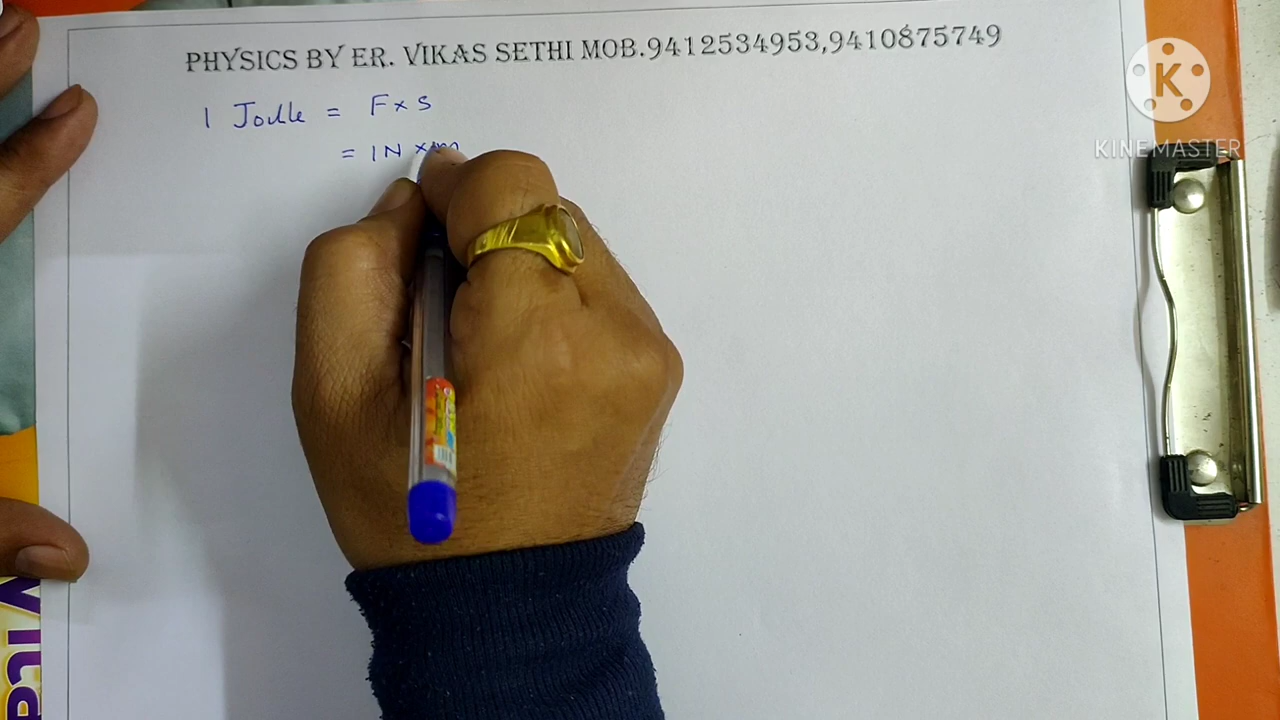 PHYSICS BY ER. VIKAS SETHI MOB.9412534953,9410875749
1 Joule = F×s
= 1N × m
KINEMASTER